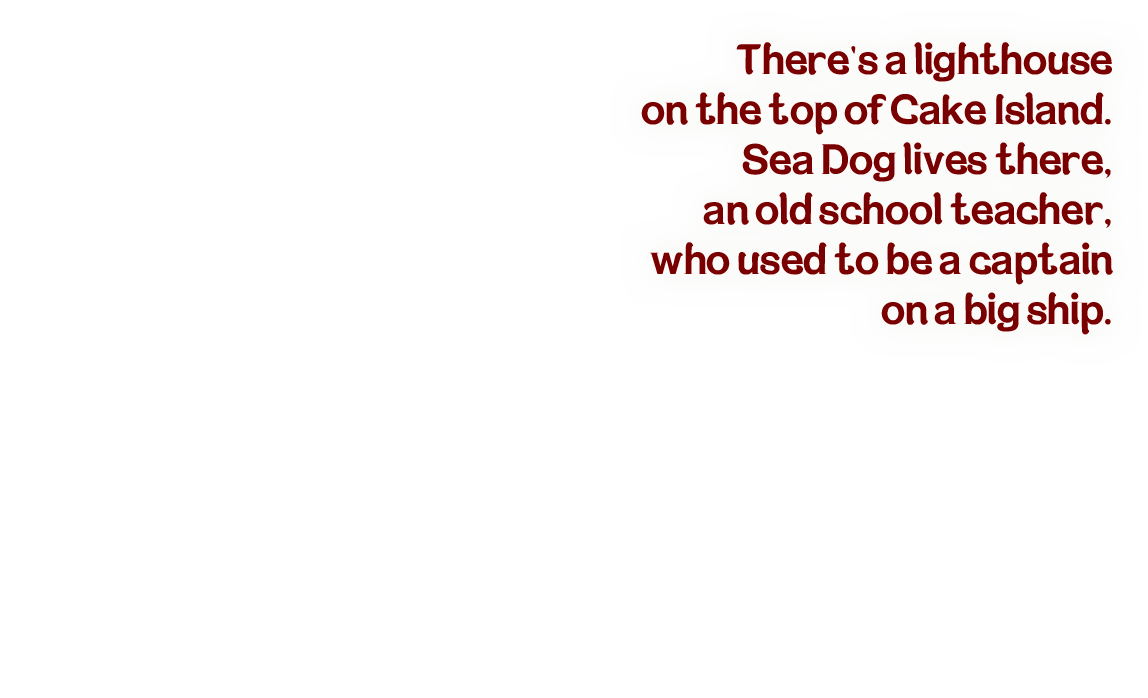 There's a lighthouse
on the top of Cake Island.
Sea Dog lives there,
an old school teacher,
who used to be a captain
on a big ship.